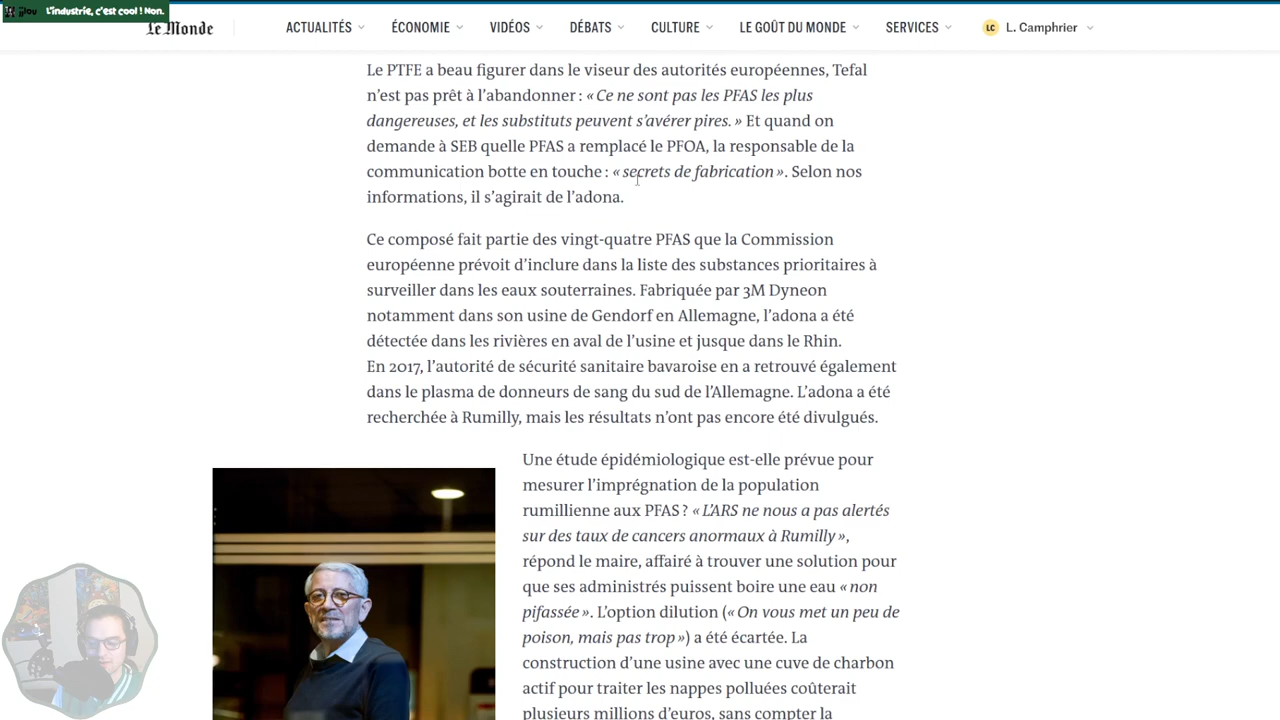 L'industrie, c'est cool ! Non.
Le Monde
ACTUALITÉS
ÉCONOMIE
VIDÉOS
DÉBATS
CULTURE
LE GOÛT DU MONDE
SERVICES
LC
L. Camphrier
Le PTFE a beau figurer dans le viseur des autorités européennes, Tefal
n'est pas prêt à l'abandonner : « Ce ne sont pas les PFAS les plus
dangereuses, et les substituts peuvent s'avérer pires. » Et quand on
demande à SEB quelle PFAS a remplacé le PFOA, la responsable de la
communication botte en touche : « secrets de fabrication ». Selon nos
informations, il s'agirait de l'adona.
Ce composé fait partie des vingt-quatre PFAS que la Commission
européenne prévoit d'inclure dans la liste des substances prioritaires à
surveiller dans les eaux souterraines. Fabriquée par 3M Dyneon
notamment dans son usine de Gendorf en Allemagne, l'adona a été
détectée dans les rivières en aval de l'usine et jusque dans le Rhin.
En 2017, l'autorité de sécurité sanitaire bavaroise en a retrouvé également
dans le plasma de donneurs de sang du sud de l'Allemagne. L'adona a été
recherchée à Rumilly, mais les résultats n'ont pas encore été divulgués.
Une étude épidémiologique est-elle prévue pour
mesurer l'imprégnation de la population
rumillienne aux PFAS ? « L'ARS ne nous a pas alertés
sur des taux de cancers anormaux à Rumilly »,
répond le maire, affairé à trouver une solution pour
que ses administrés puissent boire une eau « non
pifassée ». L'option dilution (« On vous met un peu de
poison, mais pas trop ») a été écartée. La
construction d'une usine avec une cuve de charbon
actif pour traiter les nappes polluées coûterait
plusieurs millions d'euros, sans compter la